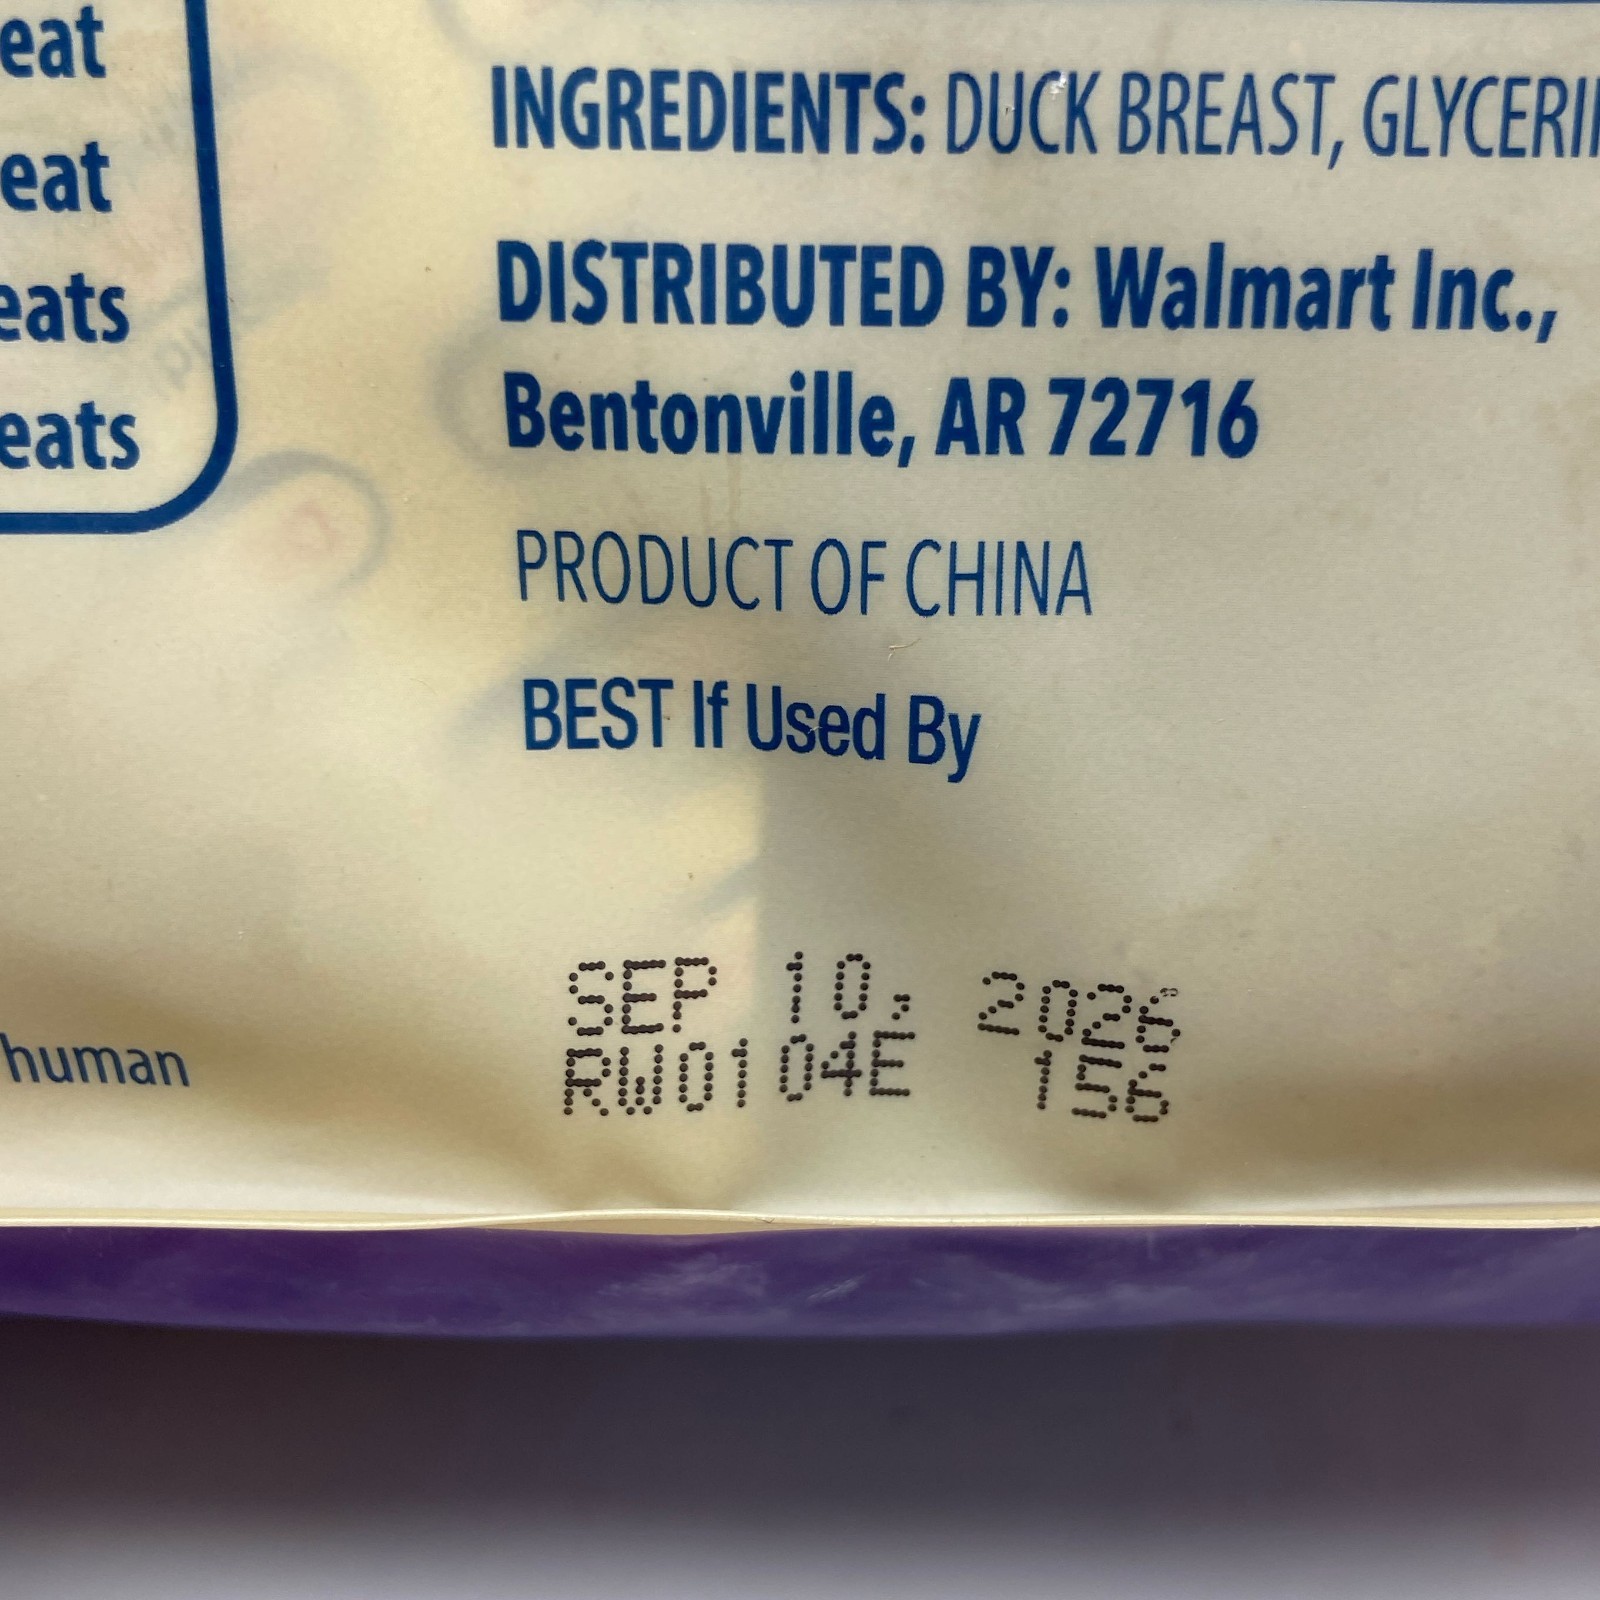 eat
eat
eats
eats
INGREDIENTS: DUCK BREAST, GLYCERI
DISTRIBUTED BY: Walmart Inc.,
Bentonville, AR 72716
PRODUCT OF CHINA
BEST If Used By
SEP 10, 2026
RW0104E 156
human